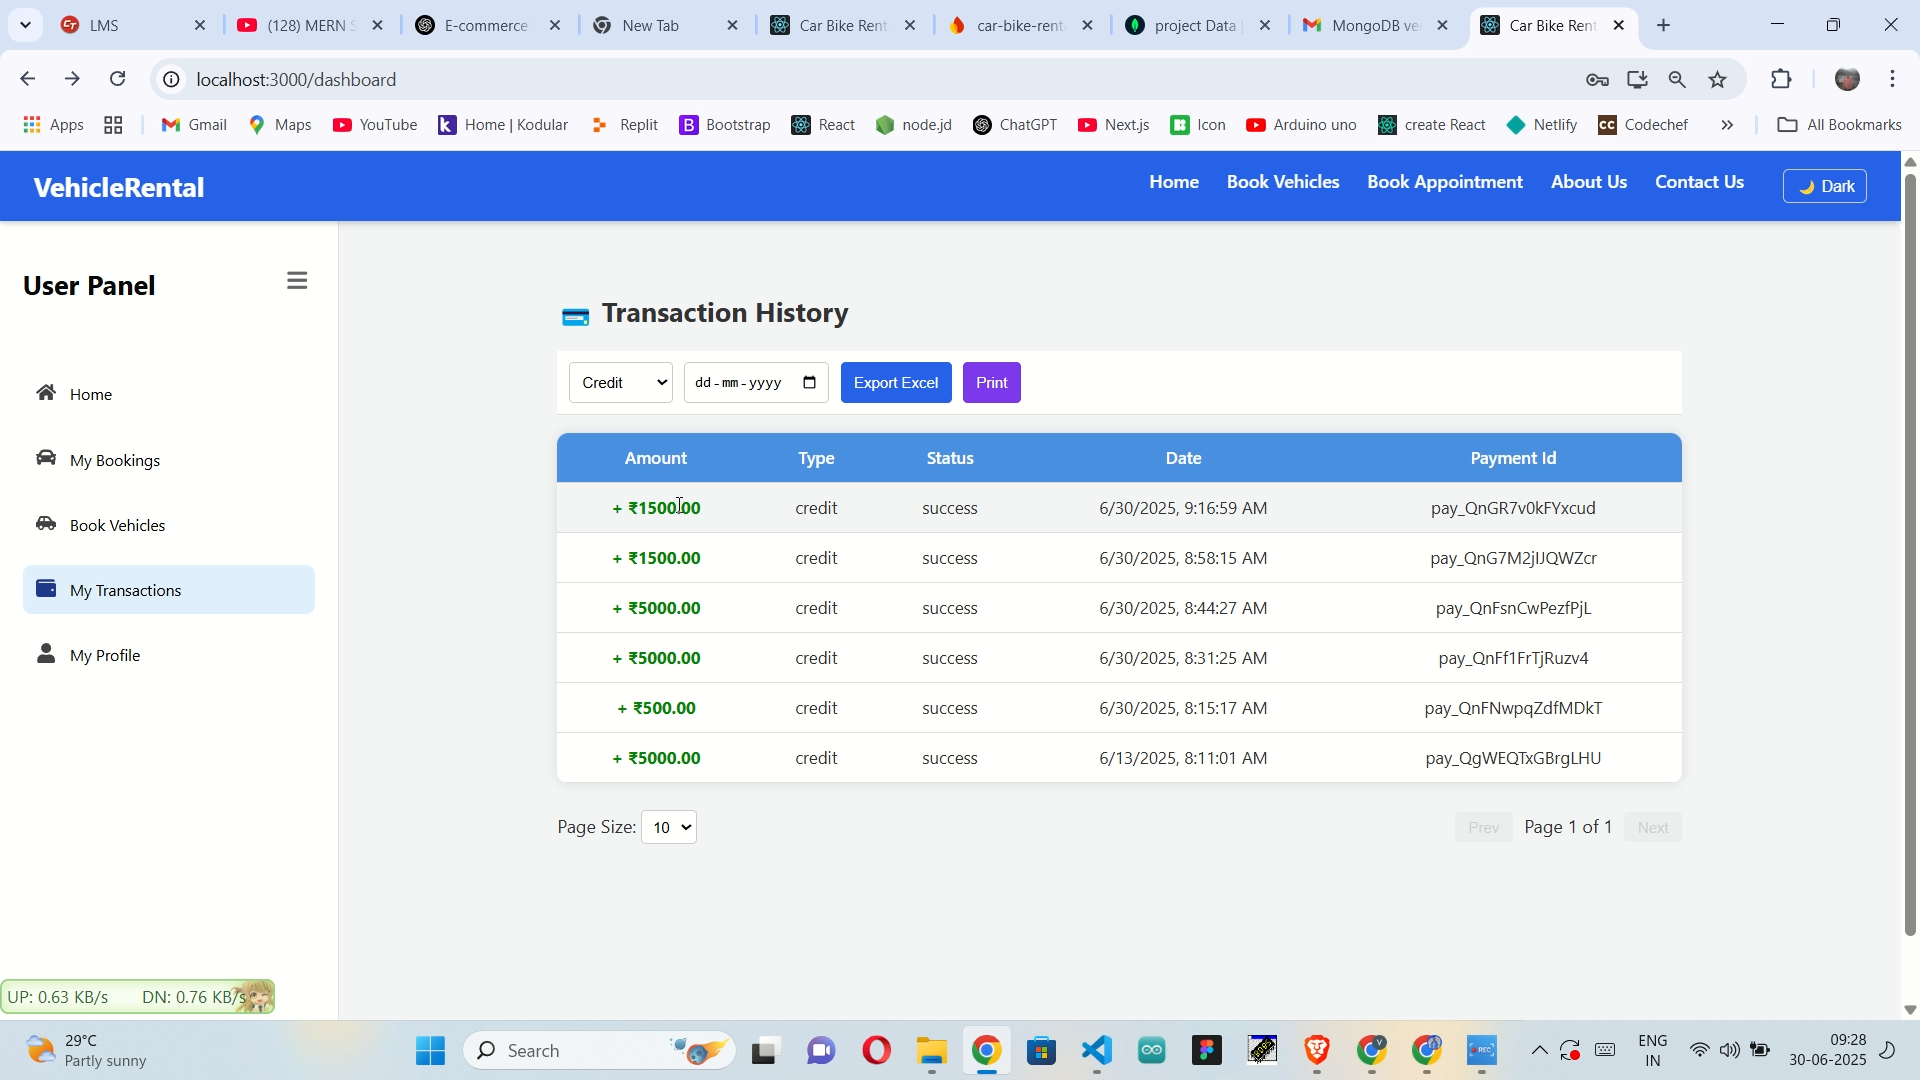 LMS
(128) MERN S
E-commerce
New Tab
Car Bike Rent
car-bike-rent
project Data
MongoDB ve
Car Bike Rent
localhost:3000/dashboard
Apps
Gmail
Maps
YouTube
Home | Kodular
Replit
Bootstrap
React
node.jd
ChatGPT
Next.js
Icon
Arduino uno
create React
Netlify
Codechef
All Bookmarks
VehicleRental
Home
Book Vehicles
Book Appointment
About Us
Contact Us
Dark
User Panel
Home
My Bookings
Book Vehicles
My Transactions
My Profile
Transaction History
Credit
dd-mm-yyyy
Export Excel
Print
Amount Type Status Date Payment Id
+ ₹1500.00 credit success 6/30/2025, 9:16:59 AM pay_QnGR7v0kFYxcud
+ ₹1500.00 credit success 6/30/2025, 8:58:15 AM
+ ₹5000.00 credit success 6/30/2025, 8:44:27 AM pay_QnFsnCwPezfPjL
+ ₹5000.00 credit success 6/30/2025, 8:31:25 AM pay_QnFf1FrTjRuzv4
+ ₹500.00 credit success 6/30/2025, 8:15:17 AM pay_QnFNwpqZdfMDkT
+ ₹5000.00 credit success 6/13/2025, 8:11:01 AM pay_QgWEQTxGBrgLHU
Page Size: 10
Prev Page 1 of 1 Next
UP: 0.63 KB/s DN: 0.76 KB/s
29°C
Partly sunny
Search
ENG
IN
09:28
30-06-2025